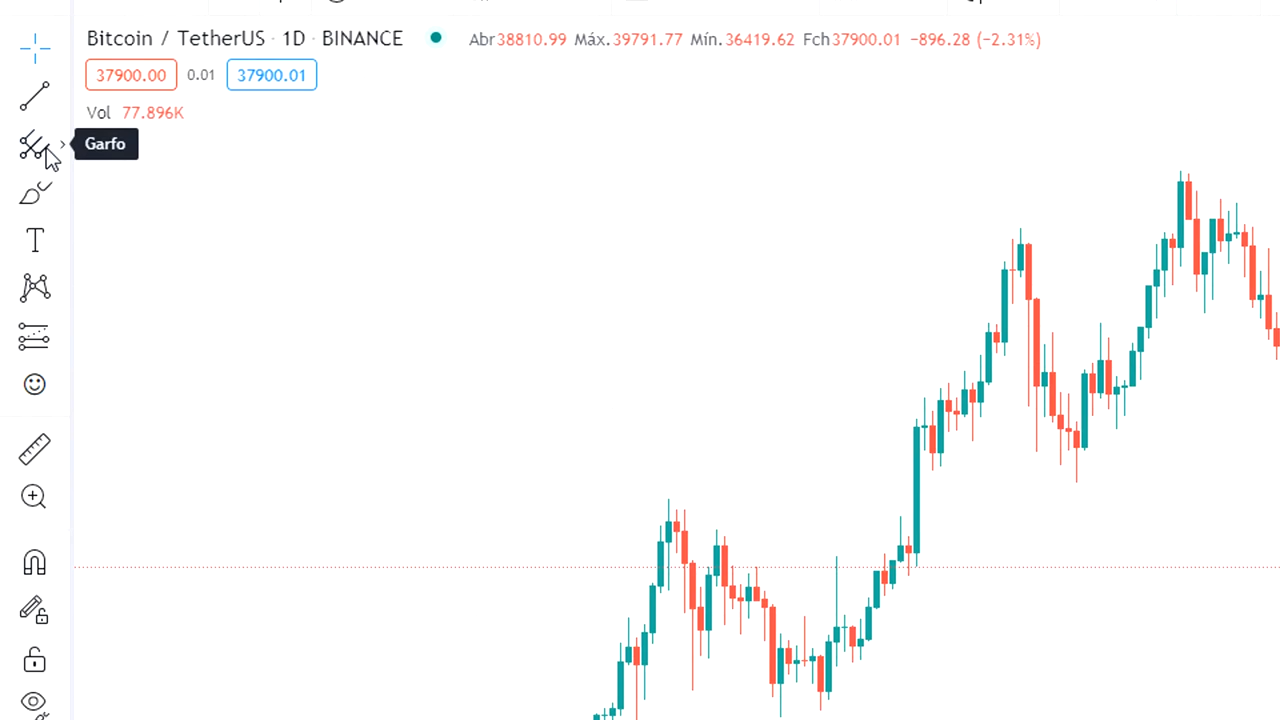 Bitcoin / TetherUS · 1D · BINANCE
Abr38810.99 Máx.39791.77 Mín.36419.62 Fch37900.01 −896.28 (−2.31%)
37900.00 0.01 37900.01
Vol 77.896K
Garfo